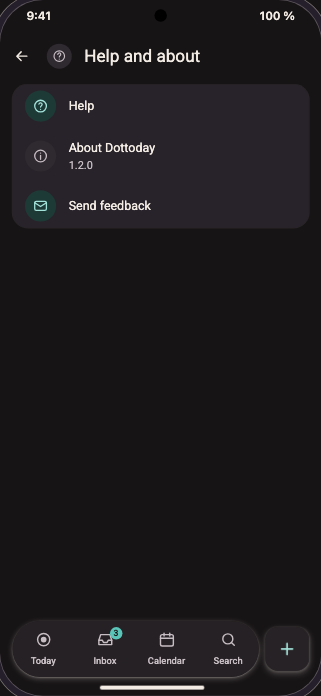 9:41
100 %
Help and about
Help
About Dottoday
1.2.0
Send feedback
3
Today
Inbox
Calendar
Search